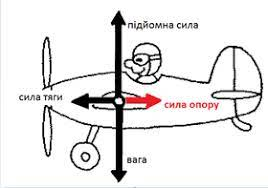 підйомна сила
сила тяги
сила опору
вага